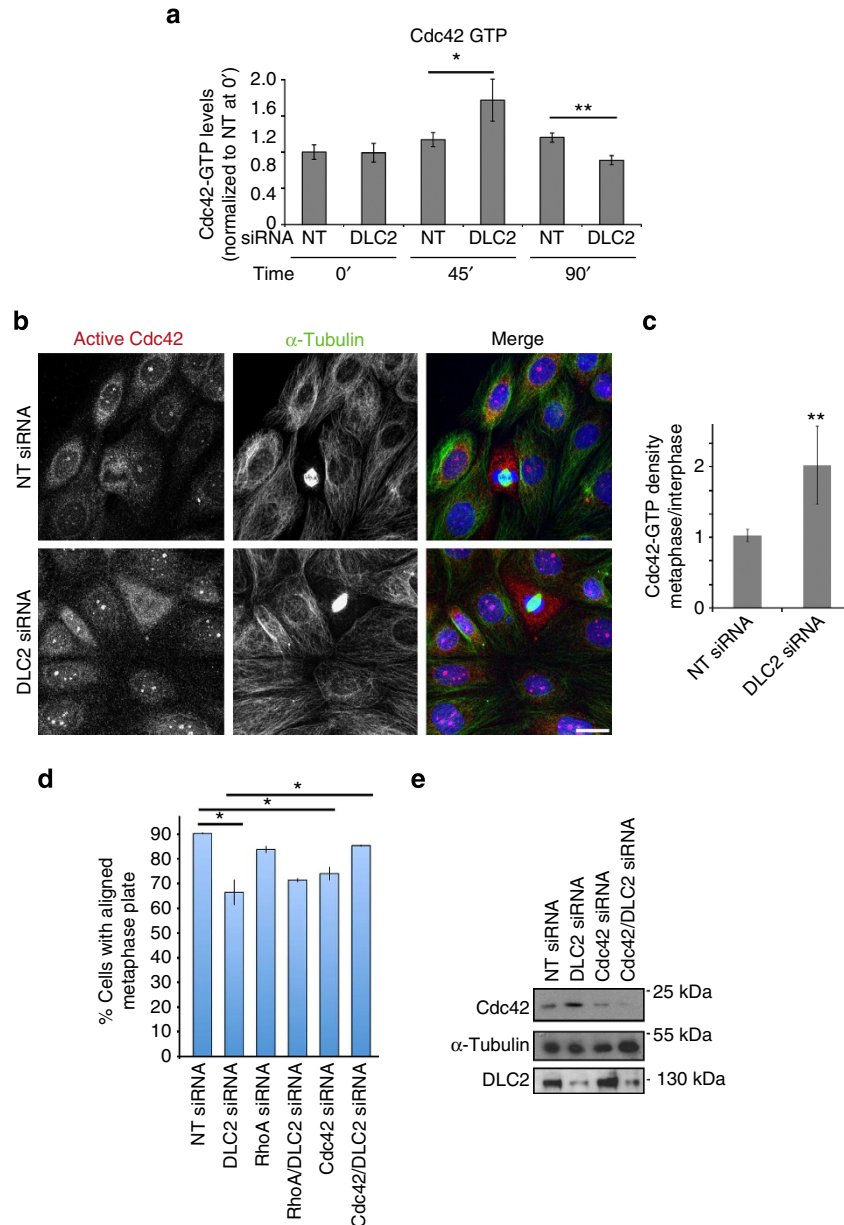 a
Cdc42 GTP
*
**
Cdc42-GTP levels
(normalized to NT at 0′)
2.0
1.6
1.2
0.8
0.4
0
siRNA NT DLC2 NT DLC2 NT DLC2
Time 0′ 45′ 90′
b
Active Cdc42 α-Tubulin Merge
NT siRNA
DLC2 siRNA
c
**
Cdc42-GTP density
metaphase/interphase
2
1
0
NT siRNA
DLC2 siRNA
d
*
*
*
% Cells with aligned
metaphase plate
90
80
70
60
50
40
30
20
10
0
NT siRNA
DLC2 siRNA
RhoA siRNA
RhoA/DLC2 siRNA
Cdc42 siRNA
Cdc42/DLC2 siRNA
e
NT siRNA
DLC2 siRNA
Cdc42 siRNA
Cdc42/DLC2 siRNA
Cdc42 - 25 kDa
α-Tubulin - 55 kDa
DLC2 - 130 kDa